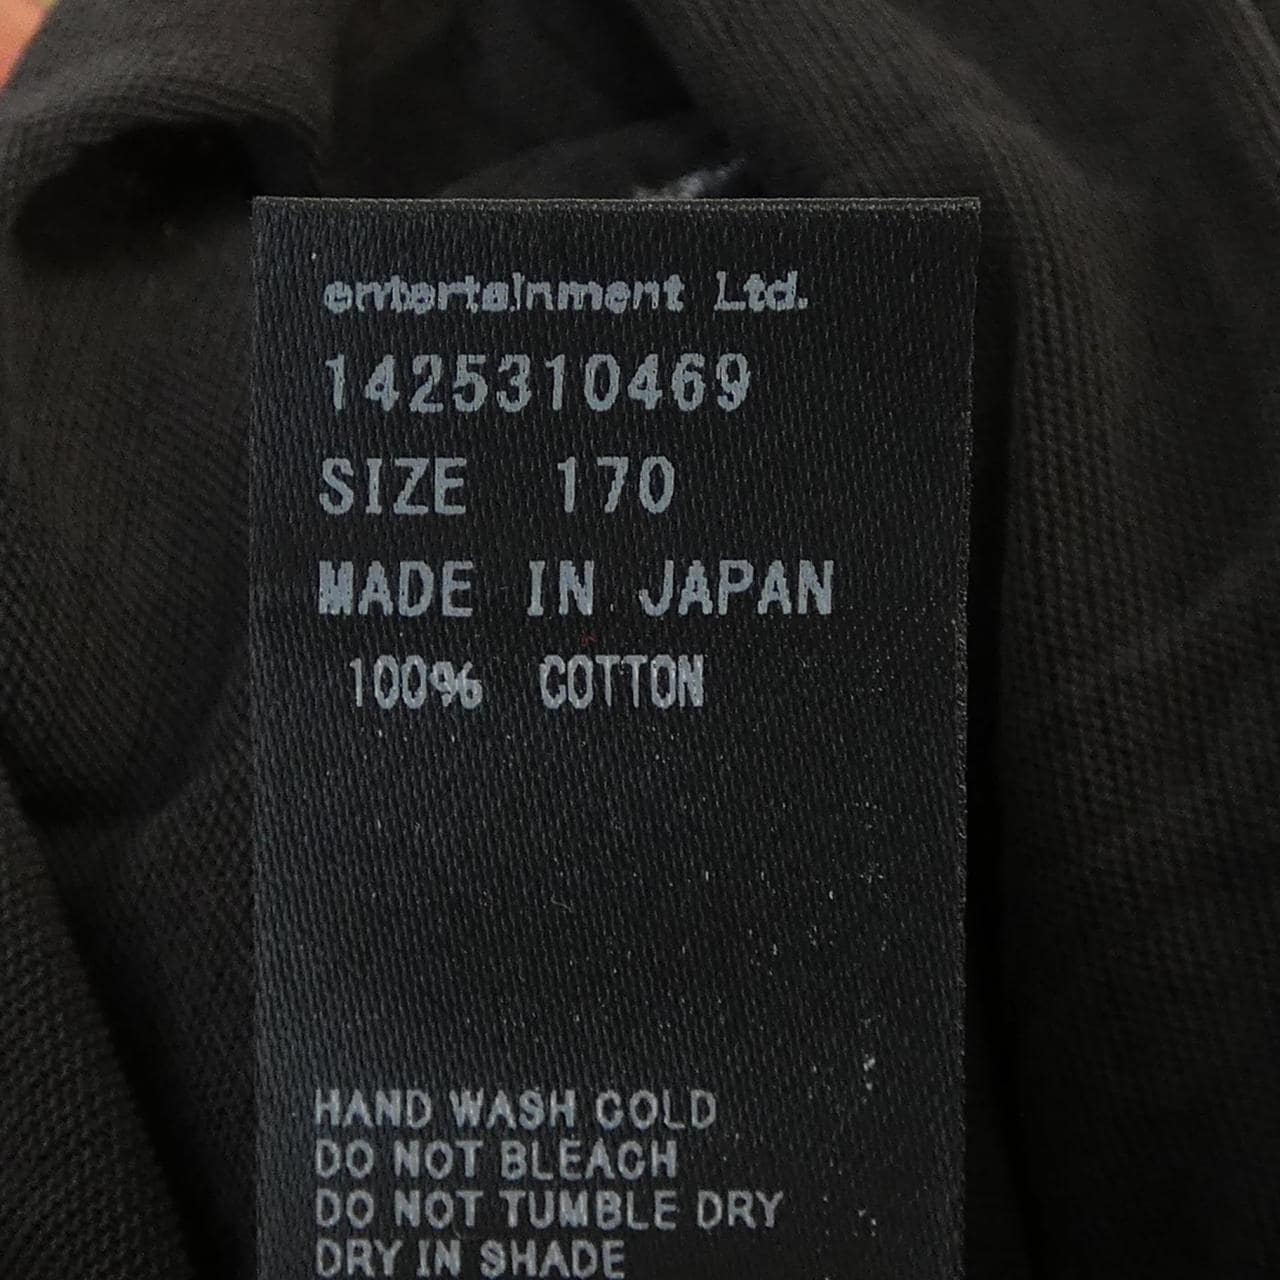 entertainment Ltd.
1425310469
SIZE 170
MADE IN JAPAN
100% COTTON
HAND WASH COLD
DO NOT BLEACH
DO NOT TUMBLE DRY
DRY IN SHADE